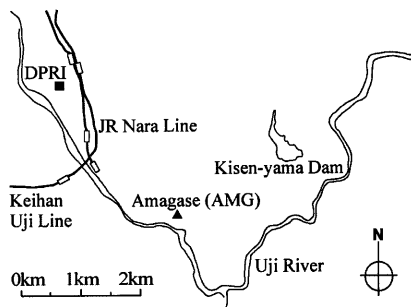 DPRI
JR Nara Line
Kisen-yama Dam
Keihan
Uji Line
Amagase (AMG)
Uji River
N
0km 1km 2km